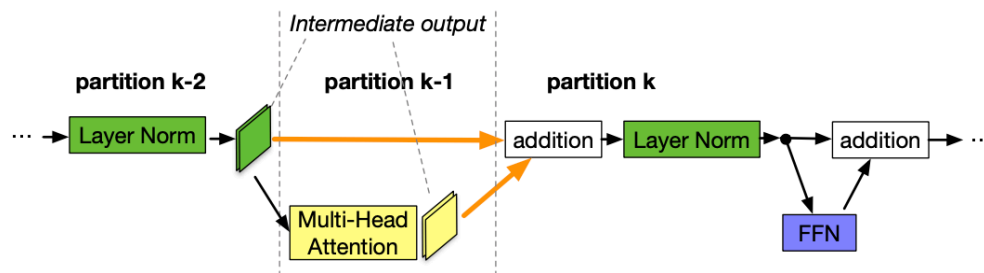 Intermediate output
partition k-2
partition k-1
partition k
...
Layer Norm
addition
Layer Norm
addition
...
Multi-Head
Attention
FFN